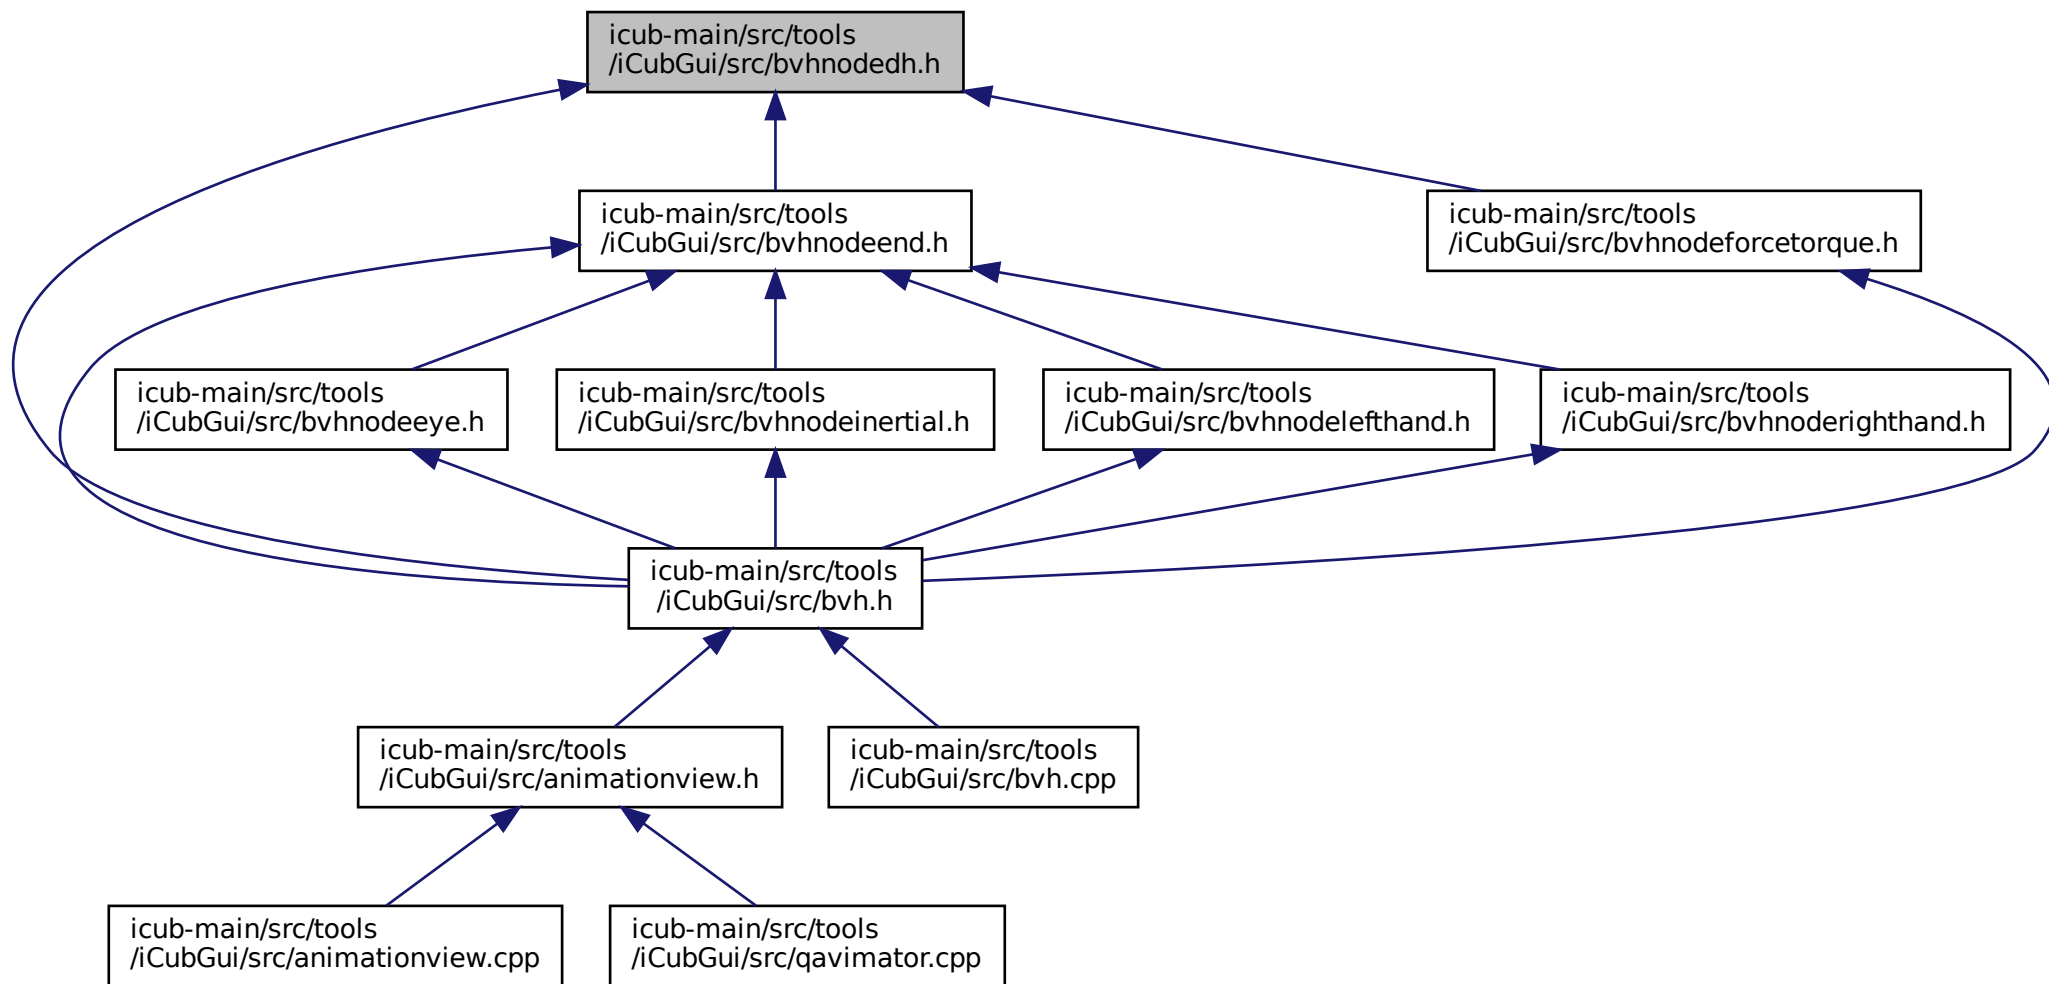 icub-main/src/tools
/iCubGui/src/bvhnodedh.h
icub-main/src/tools
/iCubGui/src/bvhnodeend.h
icub-main/src/tools
/iCubGui/src/bvhnodeforcetorque.h
icub-main/src/tools
/iCubGui/src/bvhnodeeye.h
icub-main/src/tools
/iCubGui/src/bvhnodeinertial.h
icub-main/src/tools
/iCubGui/src/bvhnodelefthand.h
icub-main/src/tools
/iCubGui/src/bvhnoderighthand.h
icub-main/src/tools
/iCubGui/src/bvh.h
icub-main/src/tools
/iCubGui/src/animationview.h
icub-main/src/tools
/iCubGui/src/bvh.cpp
icub-main/src/tools
/iCubGui/src/animationview.cpp
icub-main/src/tools
/iCubGui/src/qavimator.cpp